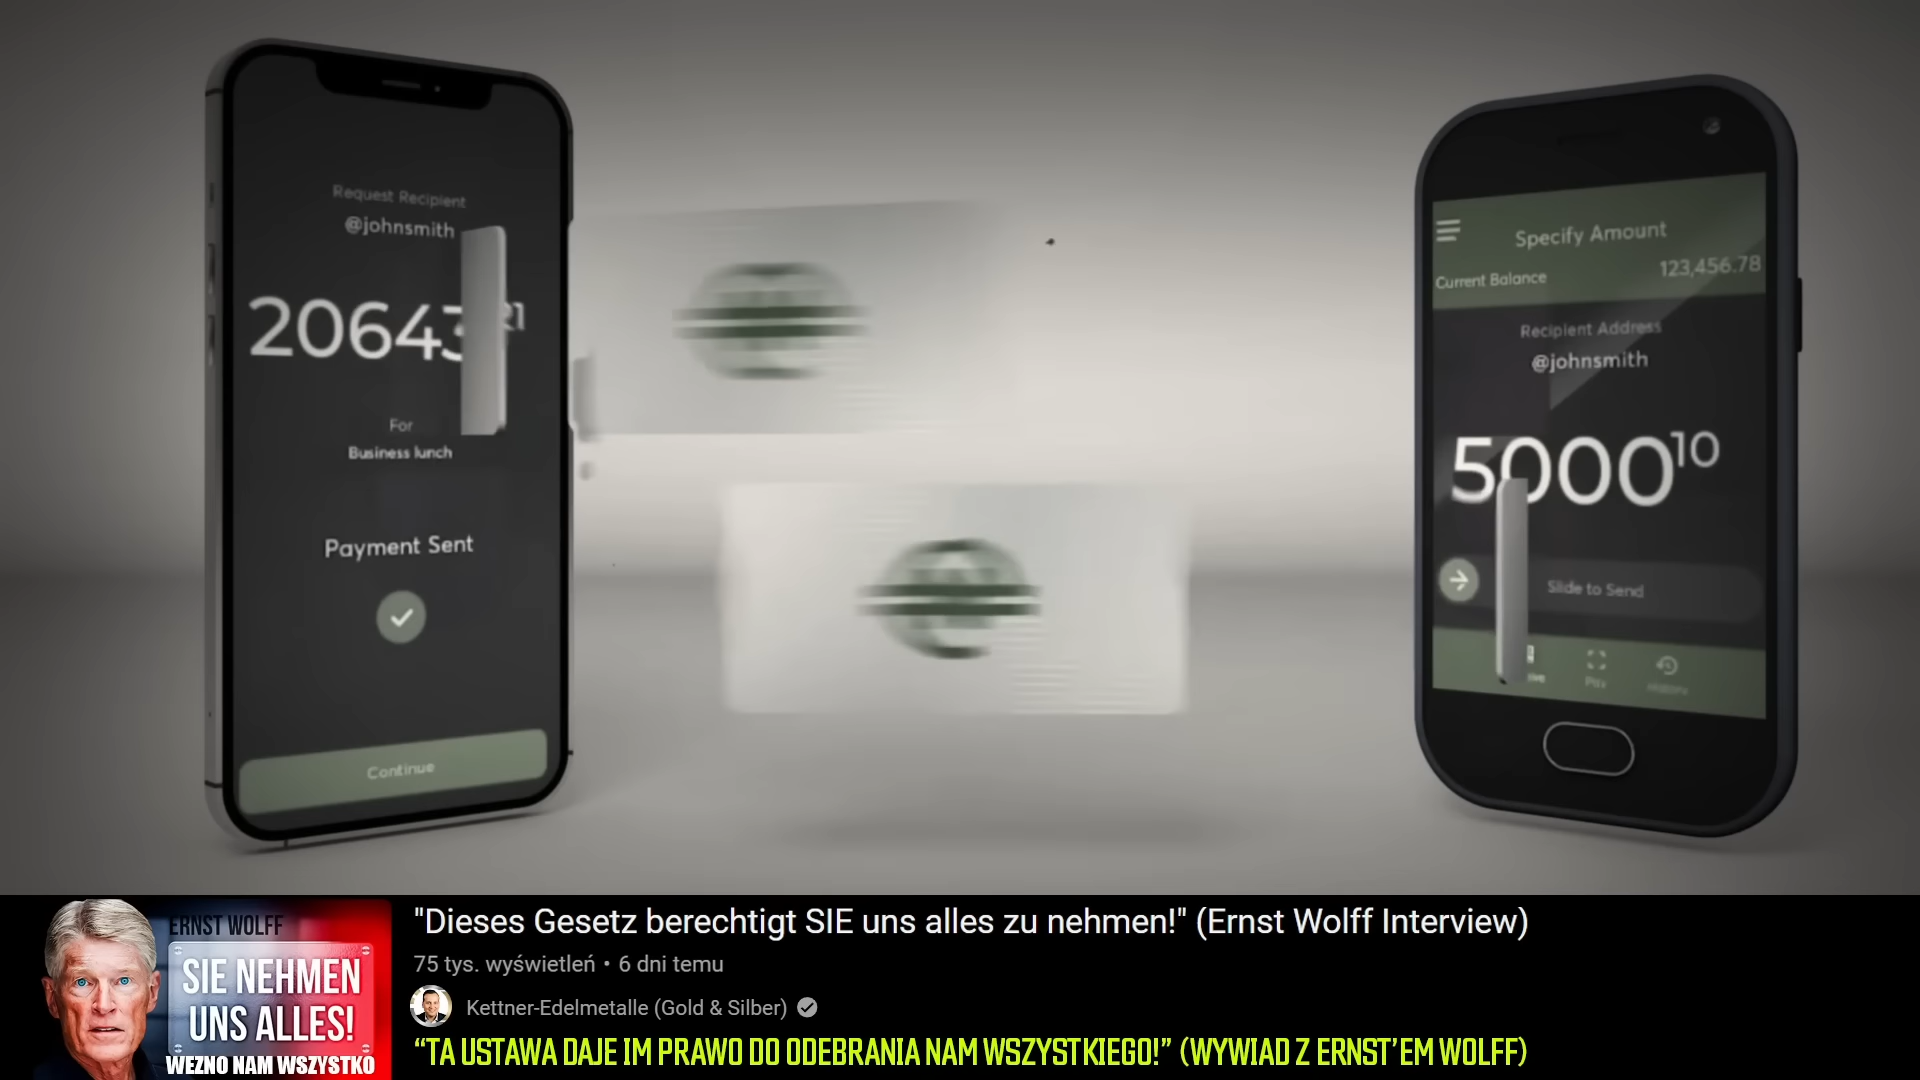 Request Recipient
@johnsmith
20643
For
Business lunch
Payment Sent
Continue
Specify Amount
Current Balance
123,456.78
Recipient Address
@johnsmith
5000 10
Slide to Send
ERNST WOLFF
SIE NEHMEN
UNS ALLES!
WEZNO NAM WSZYSTKO
"Dieses Gesetz berechtigt SIE uns alles zu nehmen!" (Ernst Wolff Interview)
75 tys. wyświetleń • 6 dni temu
Kettner-Edelmetalle (Gold & Silber)
“TA USTAWA DAJE IM PRAWO DO ODEBRANIA NAM WSZYSTKIEGO!” (WYWIAD Z ERNST’EM WOLFF)